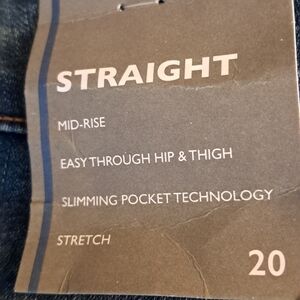 STRAIGHT
MID-RISE
EASY THROUGH HIP & THIGH
SLIMMING POCKET TECHNOLOGY
STRETCH
20